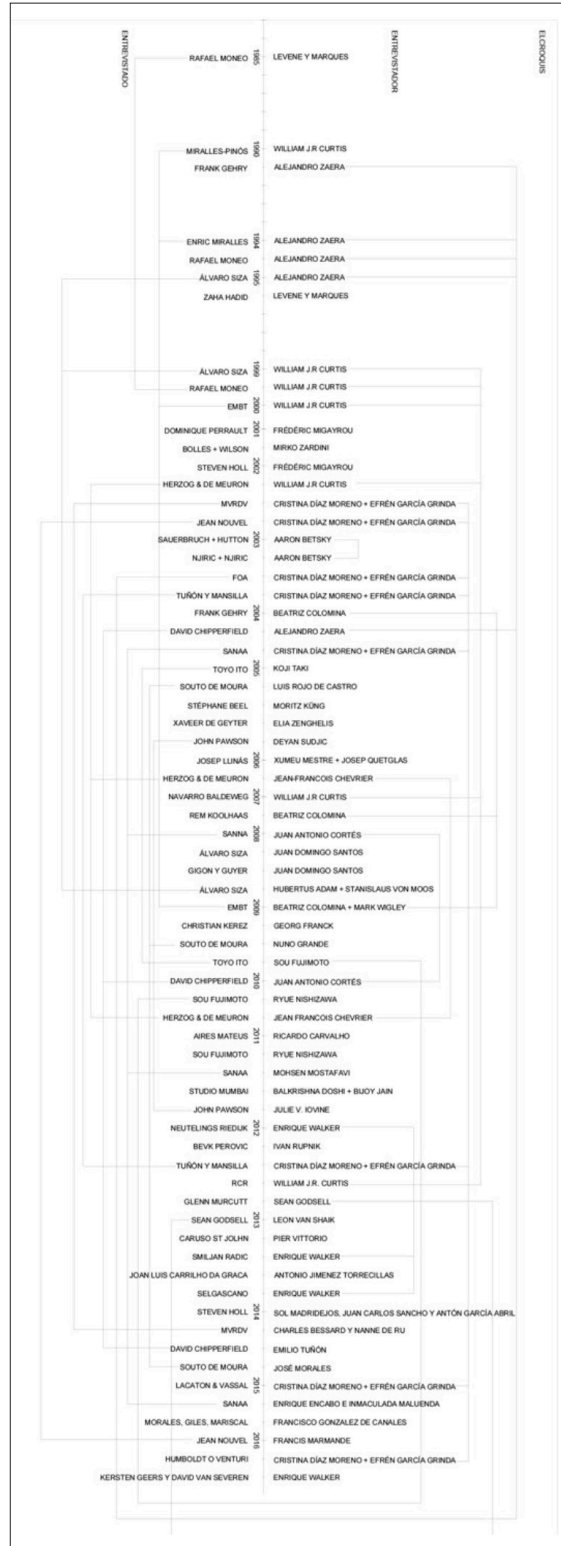 ENTREVISTADO ENTREVISTADOR ELCROQUIS
RAFAEL MONEO 1985 LEVENE Y MARQUES
MIRALLES-PINÓS 1990 WILLIAM J.R CURTIS
FRANK GEHRY ALEJANDRO ZAERA
ENRIC MIRALLES 1994 ALEJANDRO ZAERA
RAFAEL MONEO ALEJANDRO ZAERA
ÁLVARO SIZA 1995 ALEJANDRO ZAERA
ZAHA HADID LEVENE Y MARQUES
ÁLVARO SIZA 1999 WILLIAM J.R CURTIS
RAFAEL MONEO WILLIAM J.R CURTIS
EMBT 2000 WILLIAM J.R CURTIS
DOMINIQUE PERRAULT 2001 FRÉDÉRIC MIGAYROU
BOLLES + WILSON MIRKO ZARDINI
STEVEN HOLL 2002 FRÉDÉRIC MIGAYROU
HERZOG & DE MEURON WILLIAM J.R CURTIS
MVRDV CRISTINA DÍAZ MORENO + EFRÉN GARCÍA GRINDA
JEAN NOUVEL CRISTINA DÍAZ MORENO + EFRÉN GARCÍA GRINDA
SAUERBRUCH + HUTTON 2003 AARON BETSKY
NJIRIC + NJIRIC AARON BETSKY
FOA CRISTINA DÍAZ MORENO + EFRÉN GARCÍA GRINDA
TUÑÓN Y MANSILLA CRISTINA DÍAZ MORENO + EFRÉN GARCÍA GRINDA
FRANK GEHRY 2004 BEATRIZ COLOMINA
DAVID CHIPPERFIELD ALEJANDRO ZAERA
SANAA CRISTINA DÍAZ MORENO + EFRÉN GARCÍA GRINDA
TOYO ITO 2005 KOJI TAKI
SOUTO DE MOURA LUIS ROJO DE CASTRO
STÉPHANE BEEL MORITZ KÜNG
XAVEER DE GEYTER ELIA ZENGHELIS
JOHN PAWSON DEYAN SUDJIC
JOSEP LLINÁS 2006 XUMEU MESTRE + JOSEP QUETGLAS
HERZOG & DE MEURON JEAN-FRANCOIS CHEVRIER
NAVARRO BALDEWEG 2007 WILLIAM J.R CURTIS
REM KOOLHAAS BEATRIZ COLOMINA
SANNA 2008 JUAN ANTONIO CORTÉS
ÁLVARO SIZA JUAN DOMINGO SANTOS
GIGON Y GUYER JUAN DOMINGO SANTOS
ÁLVARO SIZA HUBERTUS ADAM + STANISLAUS VON MOOS
EMBT 2009 BEATRIZ COLOMINA + MARK WIGLEY
CHRISTIAN KEREZ GEORG FRANCK
SOUTO DE MOURA NUNO GRANDE
TOYO ITO SOU FUJIMOTO
DAVID CHIPPERFIELD 2010 JUAN ANTONIO CORTÉS
SOU FUJIMOTO RYUE NISHIZAWA
HERZOG & DE MEURON JEAN FRANCOIS CHEVRIER
AIRES MATEUS 2011 RICARDO CARVALHO
SOU FUJIMOTO RYUE NISHIZAWA
SANAA MOHSEN MOSTAFAVI
STUDIO MUMBAI BALKRISHNA DOSHI + BIJOY JAIN
JOHN PAWSON JULIE V. IOVINE
NEUTELINGS RIEDIJK 2012 ENRIQUE WALKER
BEVK PEROVIC IVAN RUPNIK
TUÑÓN Y MANSILLA CRISTINA DÍAZ MORENO + EFRÉN GARCÍA GRINDA
RCR WILLIAM J.R. CURTIS
GLENN MURCUTT SEAN GODSELL
SEAN GODSELL 2013 LEON VAN SHAIK
CARUSO ST JOLHN PIER VITTORIO
SMILJAN RADIC ENRIQUE WALKER
JOAN LUIS CARRILHO DA GRACA ANTONIO JIMENEZ TORRECILLAS
SELGASCANO ENRIQUE WALKER
STEVEN HOLL 2014 SOL MADRIDEJOS, JUAN CARLOS SANCHO Y ANTÓN GARCÍA ABRIL
MVRDV CHARLES BESSARD Y NANNE DE RU
DAVID CHIPPERFIELD EMILIO TUÑÓN
SOUTO DE MOURA JOSÉ MORALES
LACATON & VASSAL 2015 CRISTINA DÍAZ MORENO + EFRÉN GARCÍA GRINDA
SANAA ENRIQUE ENCABO E INMACULADA MALUENDA
MORALES, GILES, MARISCAL FRANCISCO GONZALEZ DE CANALES
JEAN NOUVEL 2016 FRANCIS MARMANDE
HUMBOLDT O VENTURI CRISTINA DÍAZ MORENO + EFRÉN GARCÍA GRINDA
KERSTEN GEERS Y DAVID VAN SEVEREN ENRIQUE WALKER